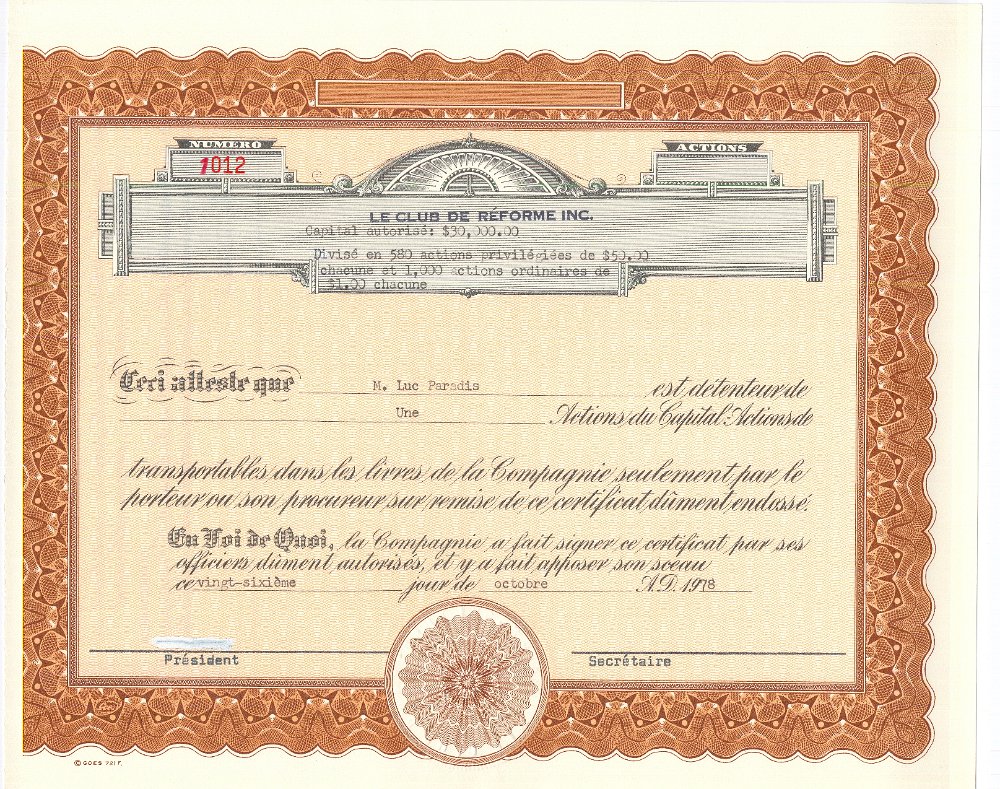 NUMERO
1012
ACTIONS
LE CLUB DE RÉFORME INC.
Capital autorisé: $30,000.00
Divisé en 580 actions privilégiées de $50.00
chacune et 1,000 actions ordinaires de
$1.00 chacune
Ceci atteste que M. Luc Paradis est détenteur de
Une Actions du Capital-Actions de
transportables dans les livres de la Compagnie seulement par le
porteur ou son procureur sur remise de ce certificat dûment endossé.
En Foi de Quoi, la Compagnie a fait signer ce certificat par ses
officiers dûment autorisés, et y a fait apposer son sceau
ce vingt-sixième jour de octobre A.D. 1978
Président
Secrétaire
© GOES 721 F.